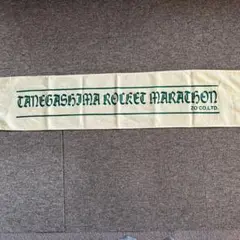 TANEGASHIMA ROCKET MARATHON
ZO CO.,LTD.